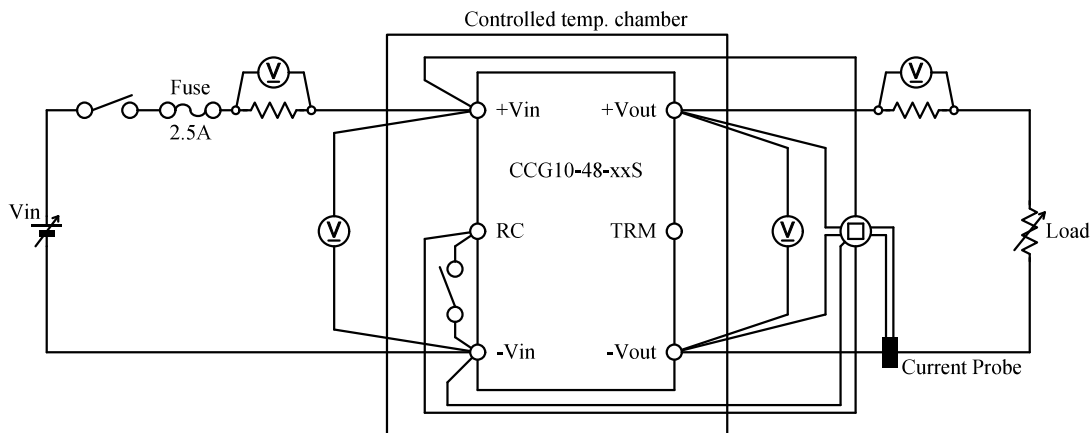 Controlled temp. chamber
V
V
Fuse
2.5A
+Vin
+Vout
CCG10-48-xxS
Vin
V
RC
TRM
V
Load
-Vin
-Vout
Current Probe